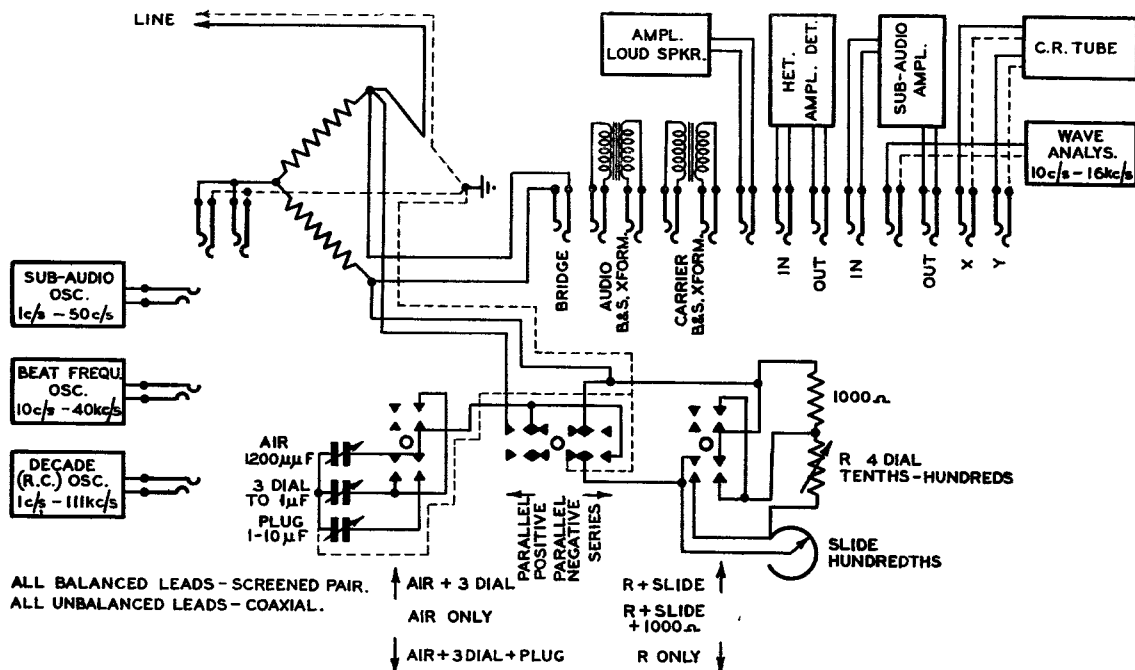 LINE
AMPL.
LOUD SPKR.
HET.
AMPL. DET.
SUB-AUDIO
AMPL.
C.R. TUBE
WAVE
ANALYS.
10c/s – 16kc/s
BRIDGE
AUDIO
B.&S. XFORM.
CARRIER
B.&S. XFORM.
IN
OUT
IN
OUT
X
Y
SUB-AUDIO
OSC.
1c/s – 50c/s
BEAT FREQU.
OSC.
10c/s – 40kc/s
DECADE
(R.C.) OSC.
1c/s – 111kc/s
AIR
1200μμF
3 DIAL
TO 1μF
PLUG
1-10μF
PARALLEL
POSITIVE
PARALLEL
NEGATIVE
SERIES
1000Ω
R 4 DIAL
TENTHS-HUNDREDS
SLIDE
HUNDREDTHS
ALL BALANCED LEADS – SCREENED PAIR.
ALL UNBALANCED LEADS – COAXIAL.
AIR + 3 DIAL
AIR ONLY
AIR+3 DIAL+PLUG
R+SLIDE
R+SLIDE
+1000Ω
R ONLY